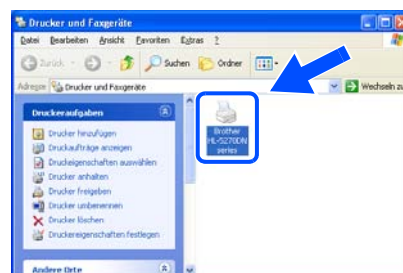 Drucker und Faxgeräte
Datei Bearbeiten Ansicht Favoriten Extras ?
Zurück Suchen Ordner
Adresse Drucker und Faxgeräte Wechseln zu
Druckeraufgaben
Drucker hinzufügen
Druckaufträge anzeigen
Druckeigenschaften auswählen
Drucker anhalten
Drucker freigeben
Drucker umbenennen
Drucker löschen
Druckereigenschaften festlegen
Andere Orte
Brother
HL-5270DN
series